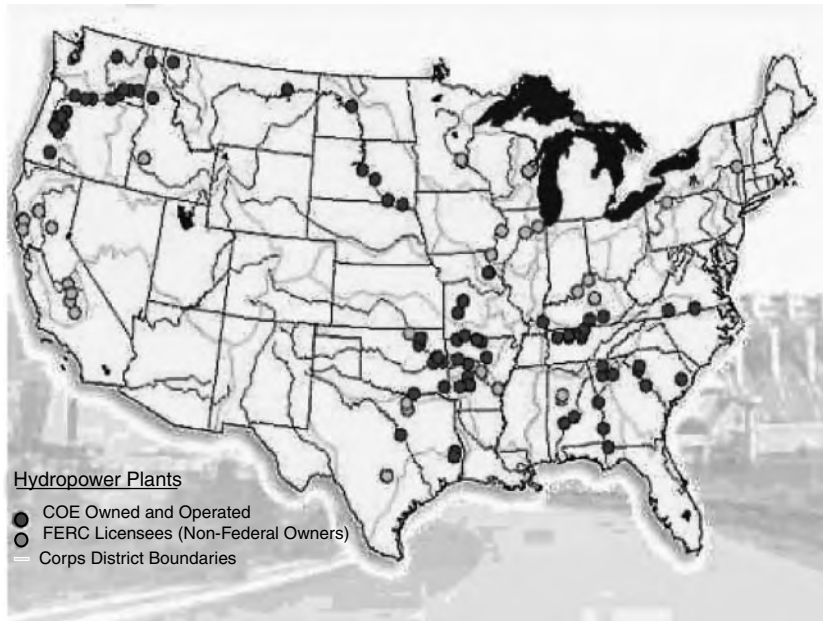 Hydropower Plants
COE Owned and Operated
FERC Licensees (Non-Federal Owners)
Corps District Boundaries